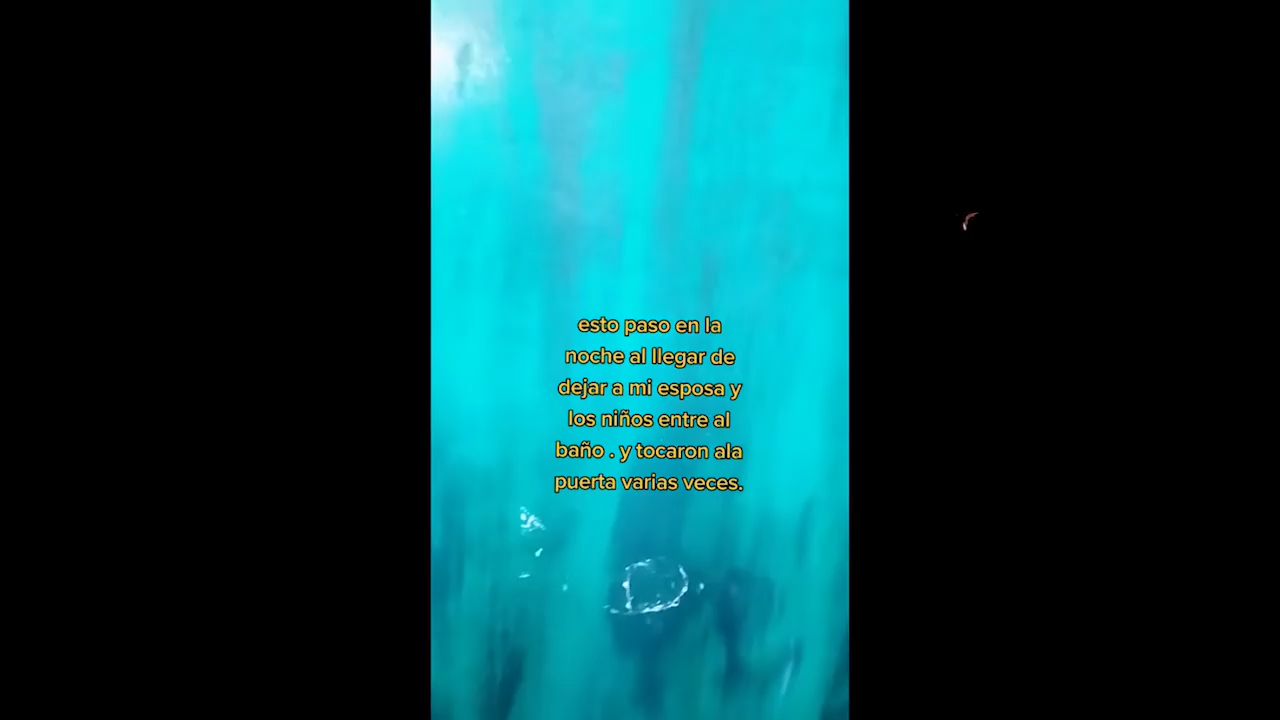 esto paso en la
noche al llegar de
dejar a mi esposa y
los niños entre al
baño . y tocaron ala
puerta varias veces.